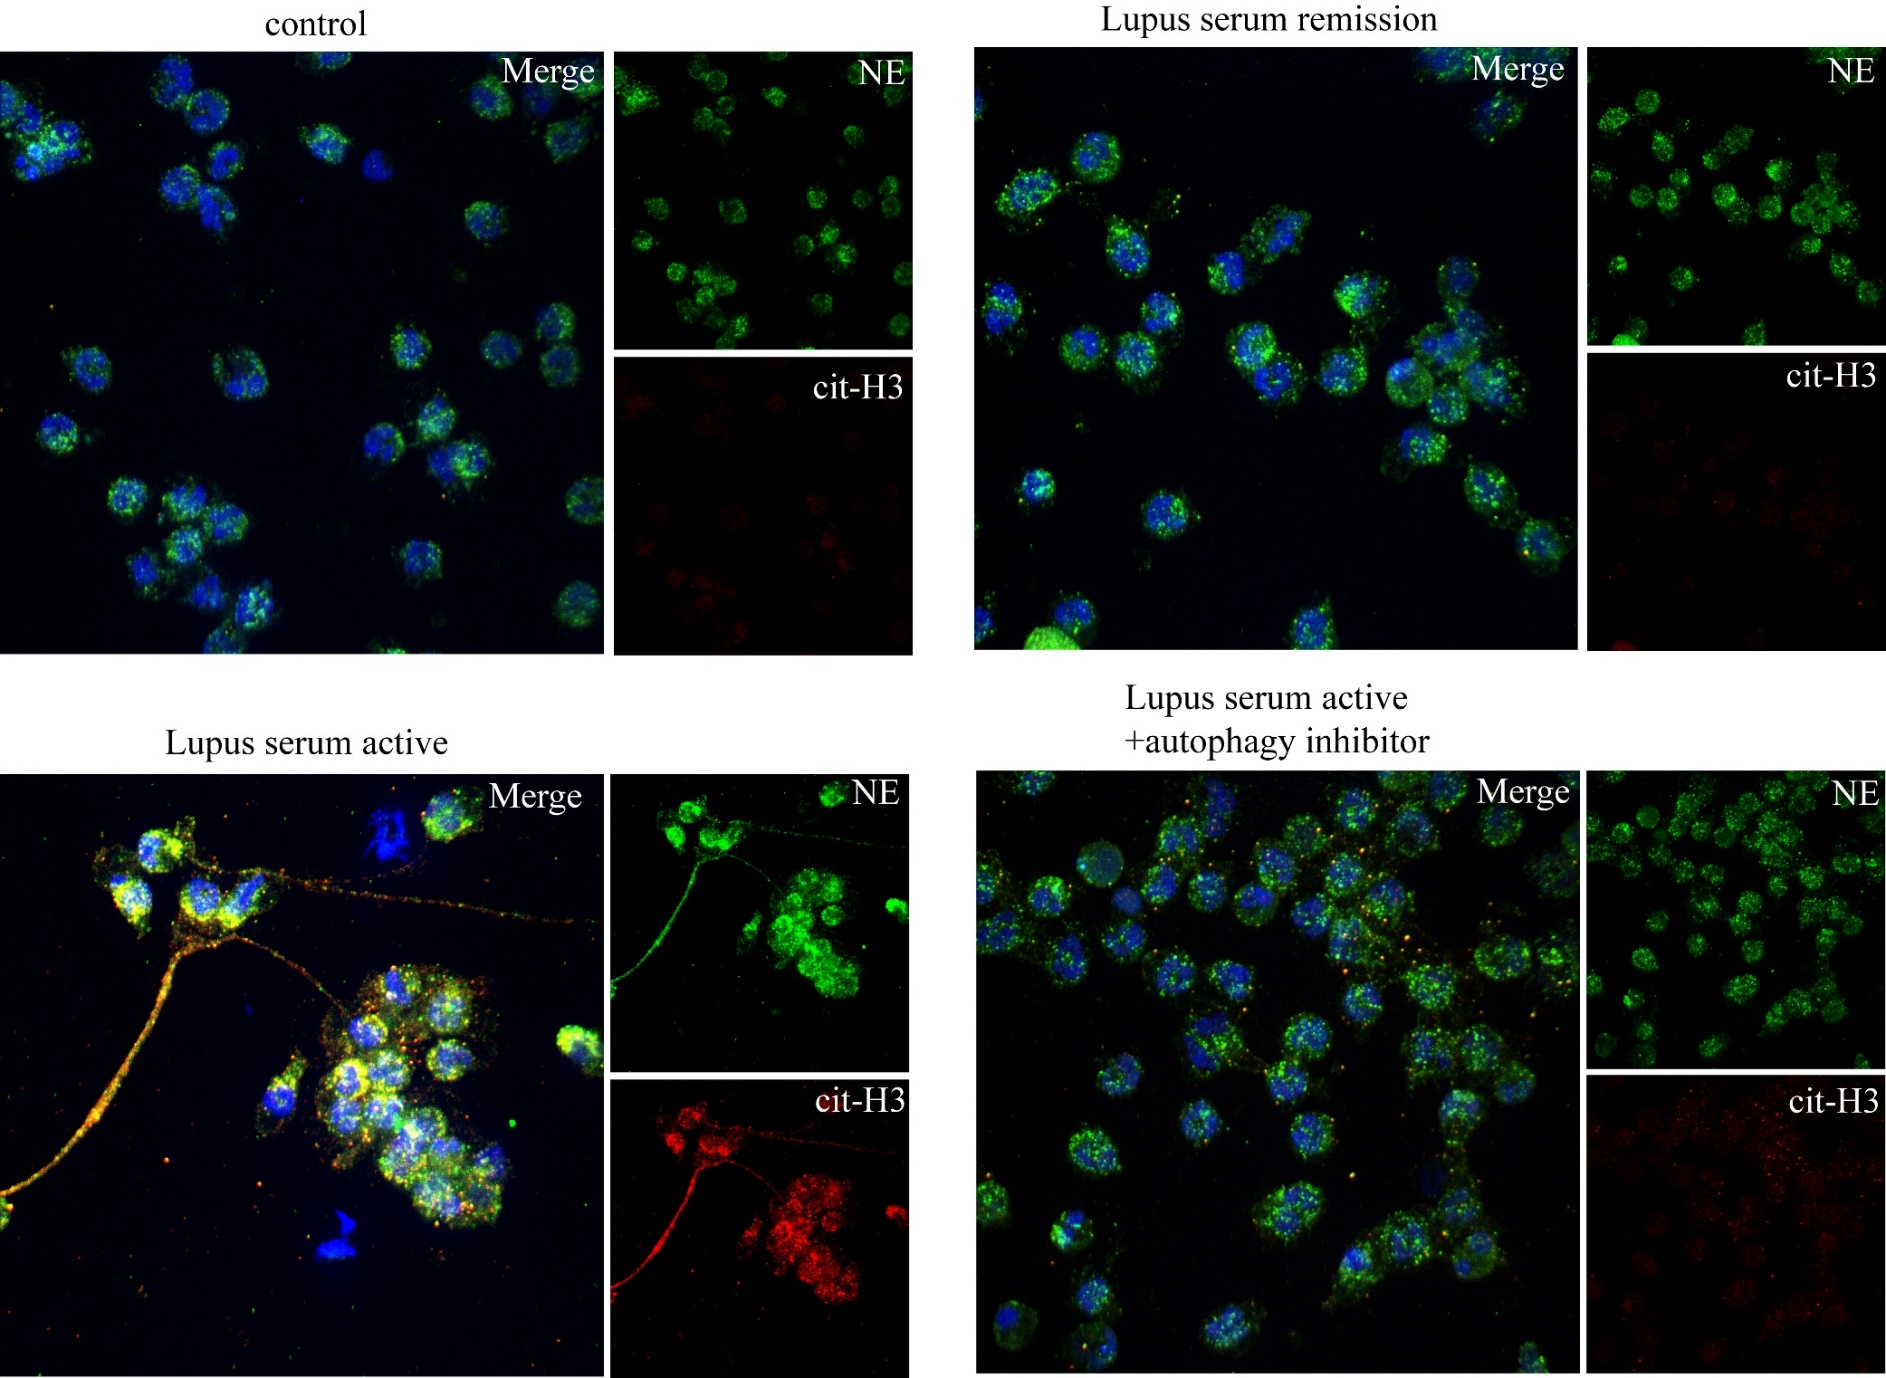 control
Merge
NE
cit-H3
Lupus serum remission
Merge
NE
cit-H3
Lupus serum active
Merge
NE
cit-H3
Lupus serum active
+autophagy inhibitor
Merge
NE
cit-H3